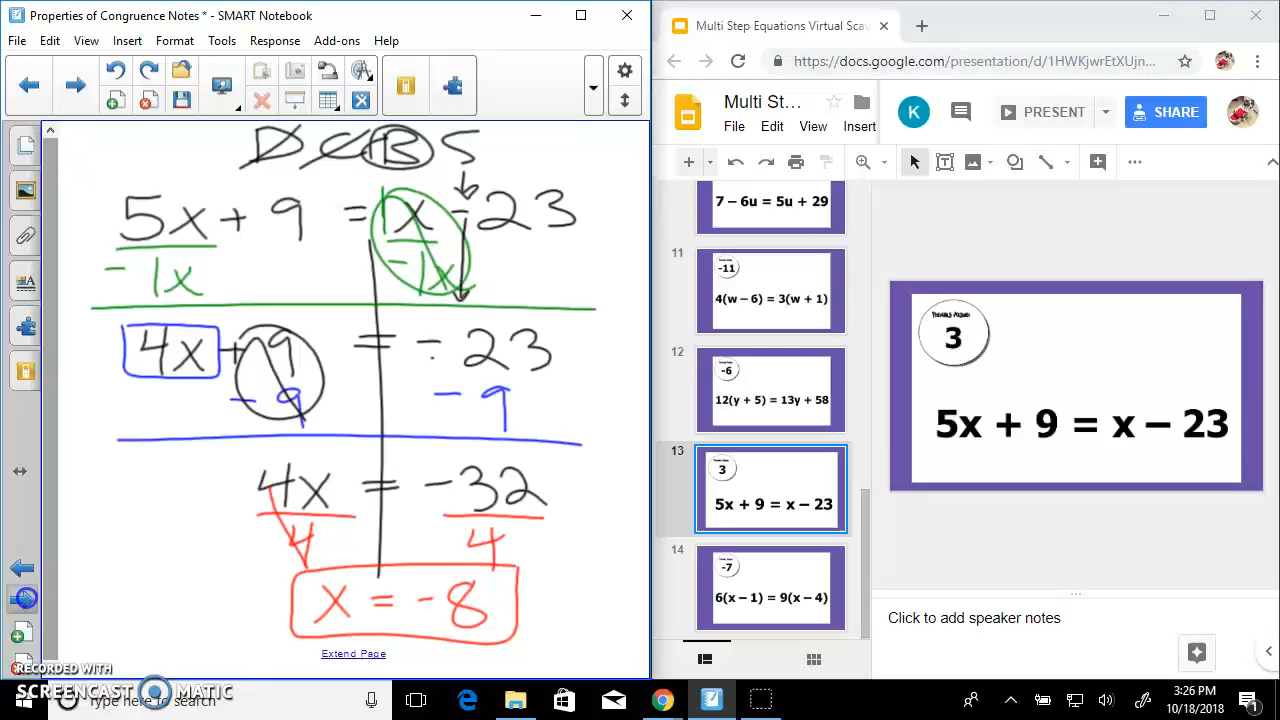 Properties of Congruence Notes * - SMART Notebook
File Edit View Insert Format Tools Response Add-ons Help
D C B S
5x + 9 = 1x - 23
- 1x - 1x
4x + 9 = - 23
- 9 - 9
4x = -32
4 4
x = -8
Extend Page
RECORDED WITH
SCREENCAST MATIC
Type here to search
Multi Step Equations Virtual Scav
https://docs.google.com/presentation/d/1HWKjwrEtXUjn...
Multi St...
File Edit View Insert
K
PRESENT
SHARE
7 – 6u = 5u + 29
11
-11
4(w – 6) = 3(w + 1)
12
-6
12(y + 5) = 13y + 58
13
3
5x + 9 = x – 23
14
-7
6(x – 1) = 9(x – 4)
Previous Answer
3
5x + 9 = x – 23
Click to add speaker notes
3:26 PM
10/18/2018
1